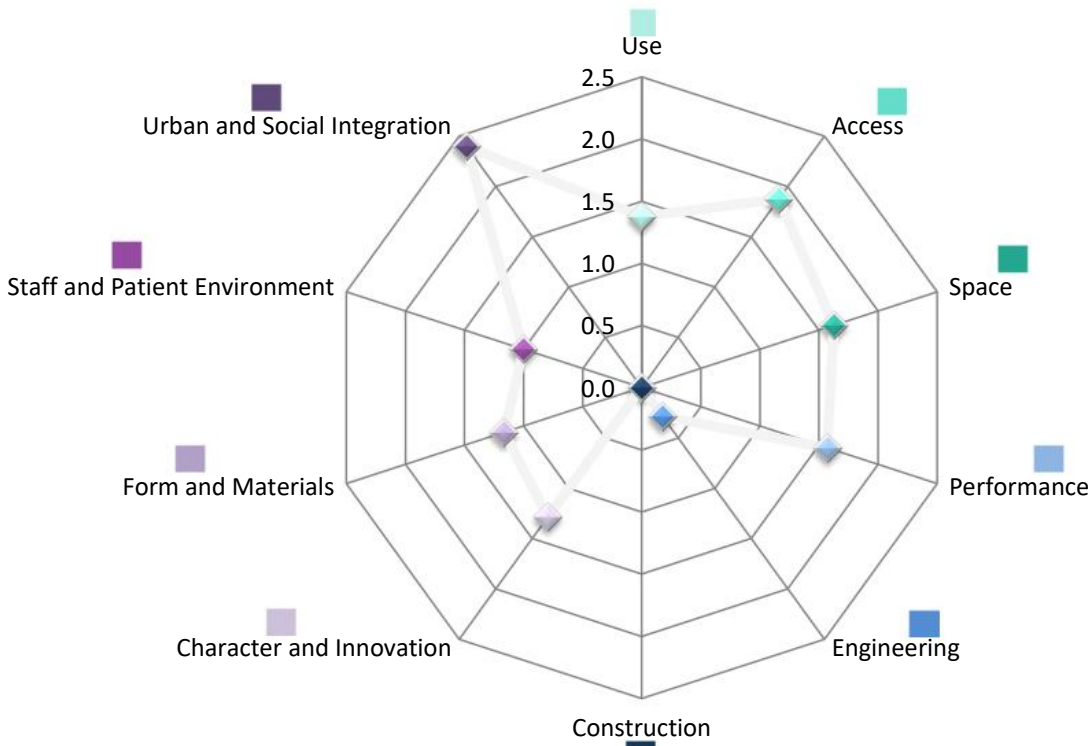 Use
2.5
Urban and Social Integration
Access
2.0
1.5
1.0
Staff and Patient Environment
Space
0.5
0.0
Form and Materials
Performance
Character and Innovation
Engineering
Construction